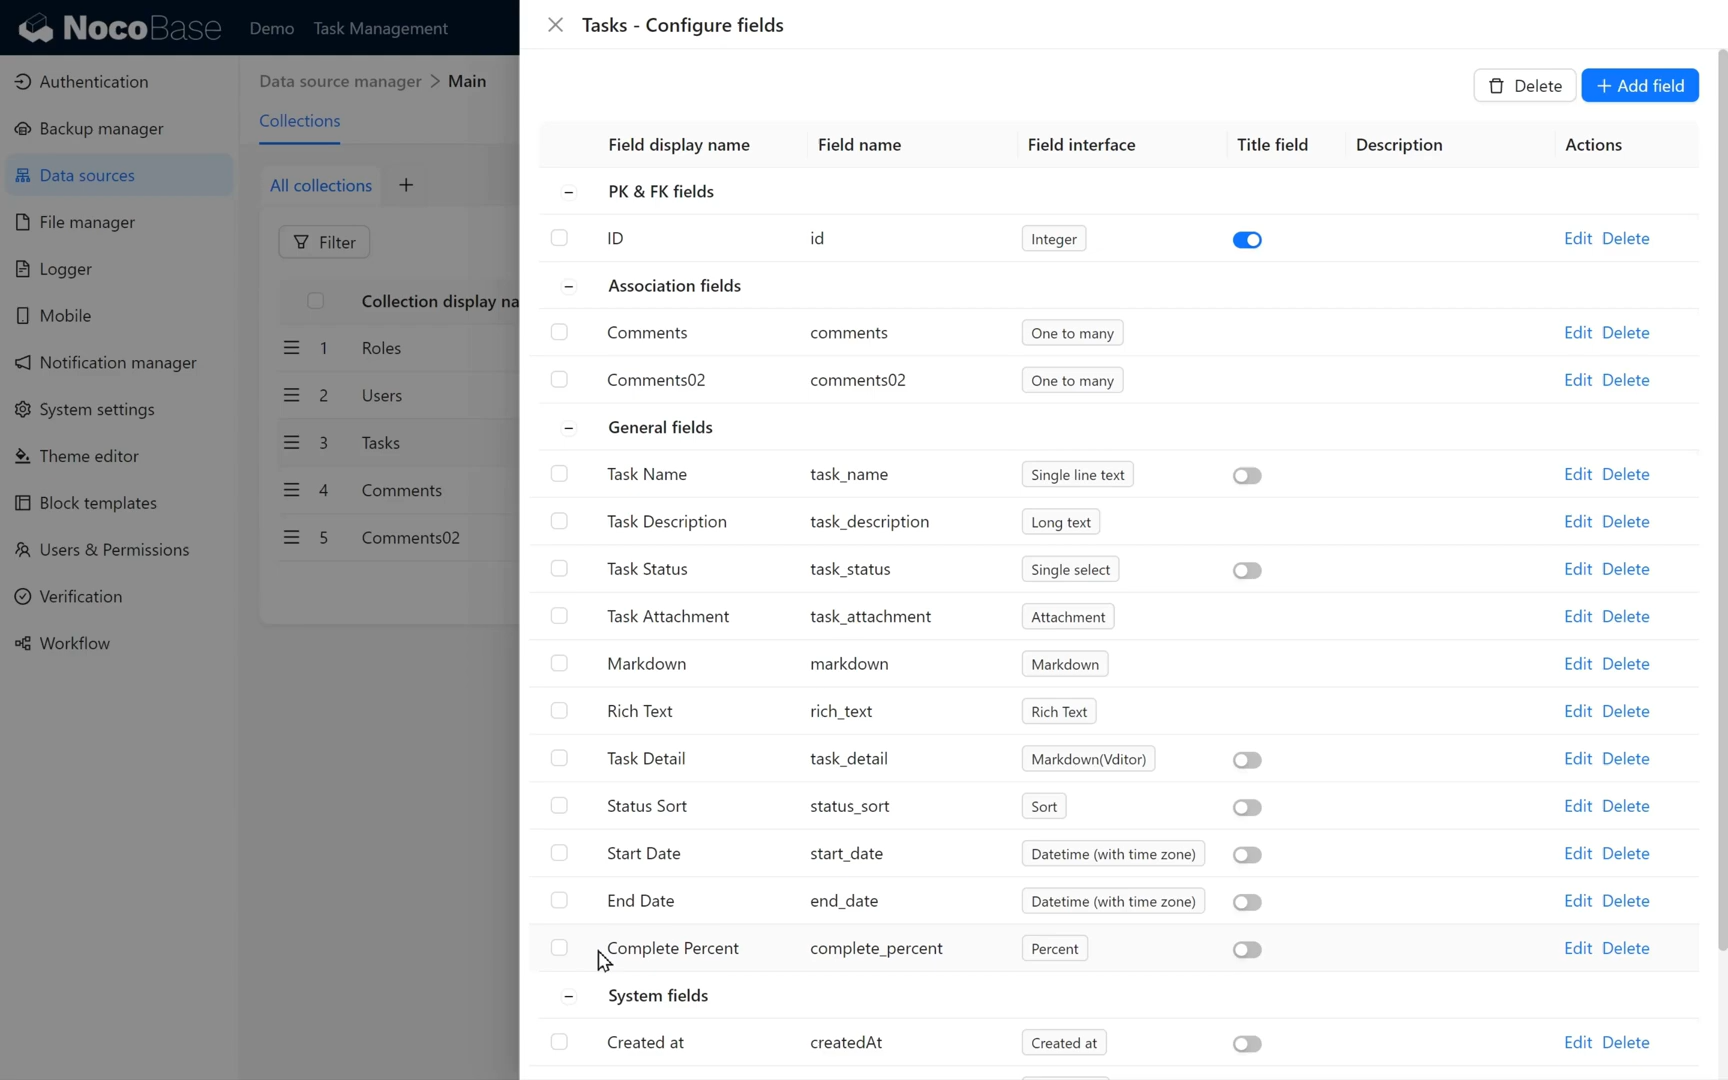 NocoBase
Demo Task Management
Authentication
Backup manager
Data sources
File manager
Logger
Mobile
Notification manager
System settings
Theme editor
Block templates
Users & Permissions
Verification
Workflow
Data source manager > Main
Collections
All collections +
Filter
Collection display na
1 Roles
2 Users
3 Tasks
4 Comments
5 Comments02
Tasks - Configure fields
Delete + Add field
Field display name Field name Field interface Title field Description Actions
PK & FK fields
ID id Integer Edit Delete
Association fields
Comments comments One to many Edit Delete
Comments02 comments02 One to many Edit Delete
General fields
Task Name task_name Single line text Edit Delete
Task Description task_description Long text Edit Delete
Task Status task_status Single select Edit Delete
Task Attachment task_attachment Attachment Edit Delete
Markdown markdown Markdown Edit Delete
Rich Text rich_text Rich Text Edit Delete
Task Detail task_detail Markdown(Vditor) Edit Delete
Status Sort status_sort Sort Edit Delete
Start Date start_date Datetime (with time zone) Edit Delete
End Date end_date Datetime (with time zone) Edit Delete
Complete Percent complete_percent Percent Edit Delete
System fields
Created at createdAt Created at Edit Delete